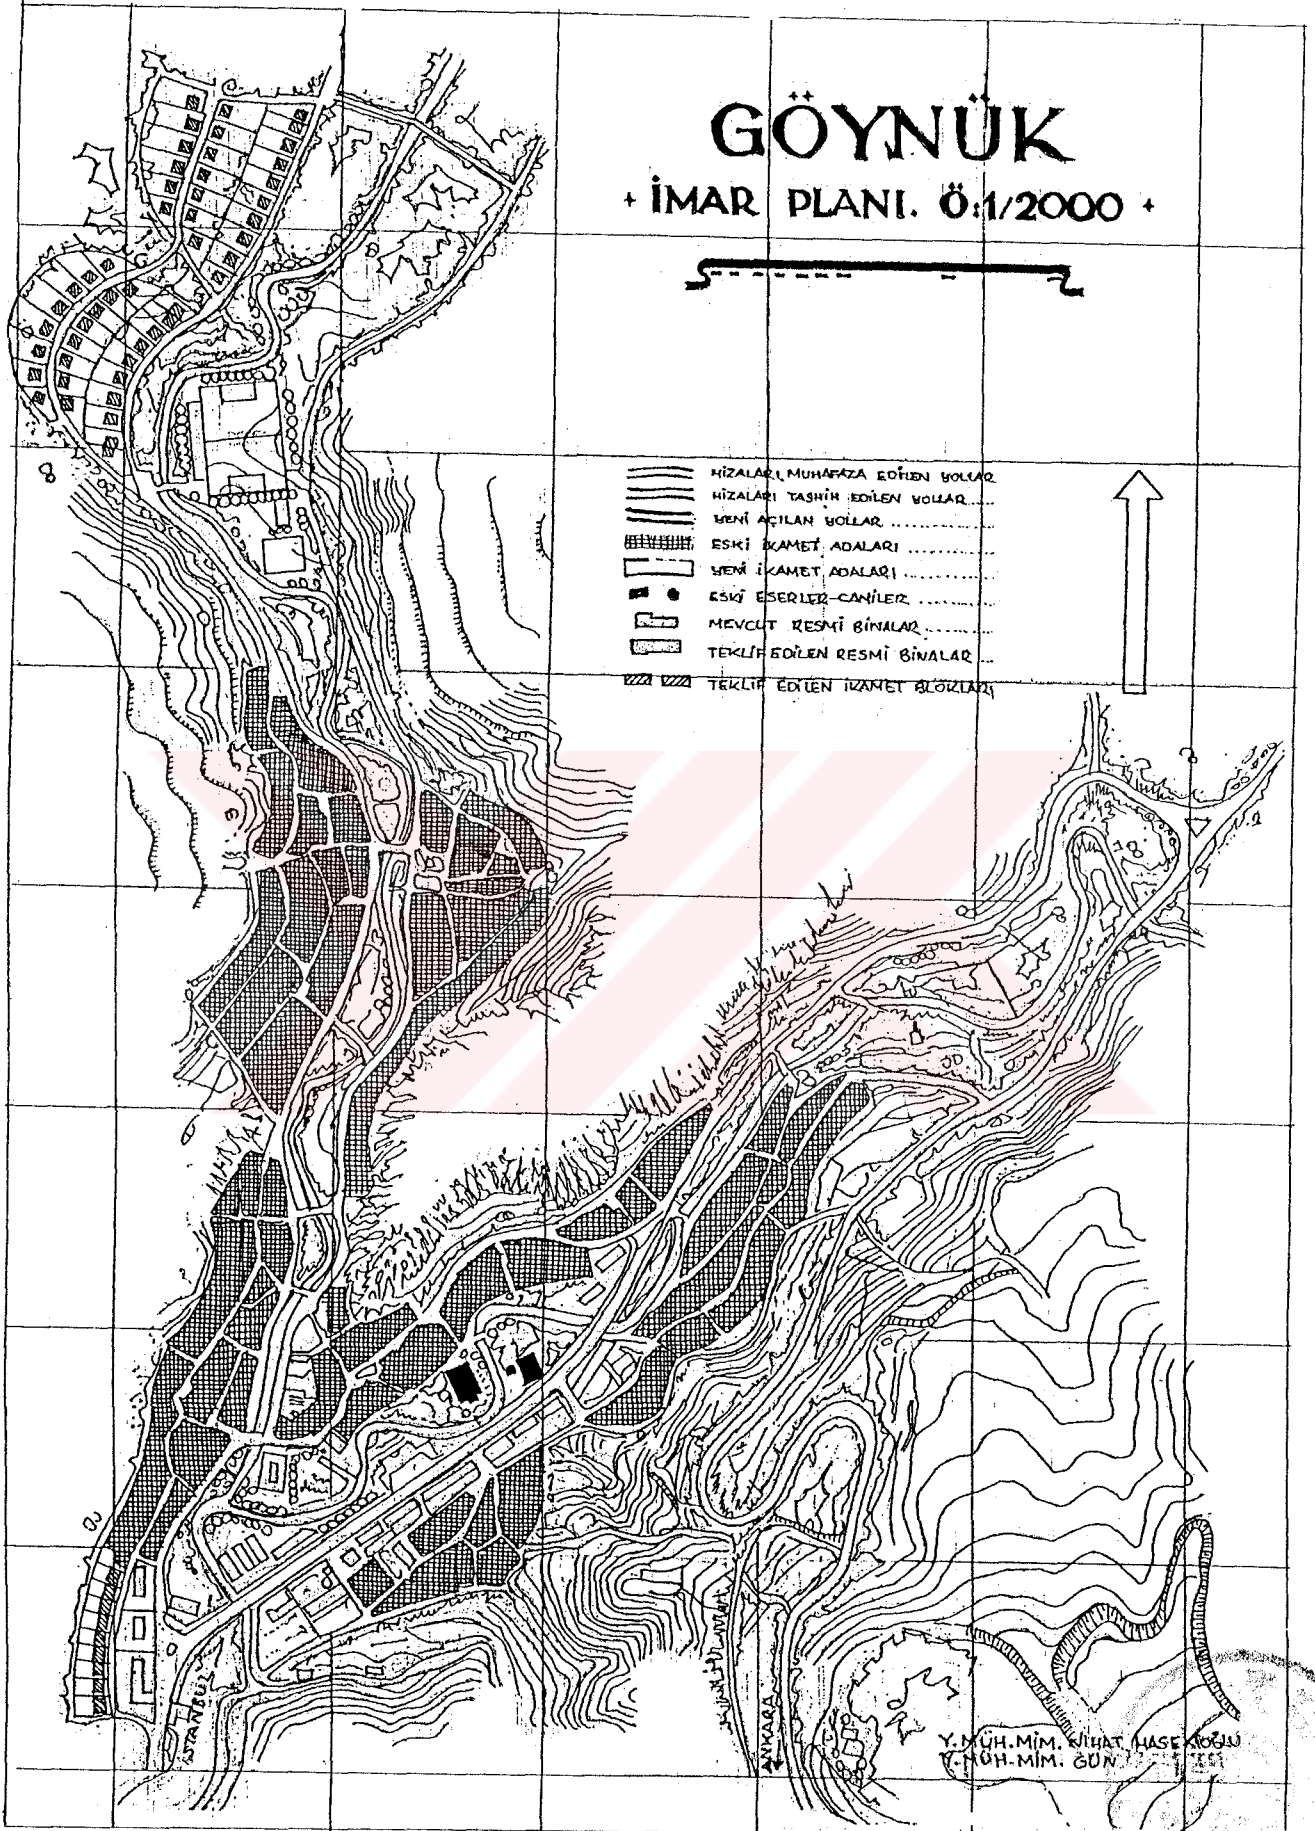 GÖYNÜK
+ İMAR PLANI. Ö:1/2000 +
HİZALARI MUHAFAZA EDİLEN YOLLAR
HİZALARI TASHİH EDİLEN YOLLAR....
YENİ AÇILAN YOLLAR ............
ESKİ İKAMET ADALARI ............
YENİ İKAMET ADALARI ............
ESKİ ESERLER-CAMİLER ..........
MEVCUT RESMİ BİNALAR ..........
TEKLİF EDİLEN RESMİ BİNALAR ...
TEKLİF EDİLEN İKAMET BLOKLARI
İSTANBUL
ANKARA
Y.MÜH.MİM. NİHAT HASEKİOĞLU
Y.MÜH.MİM. GÜN